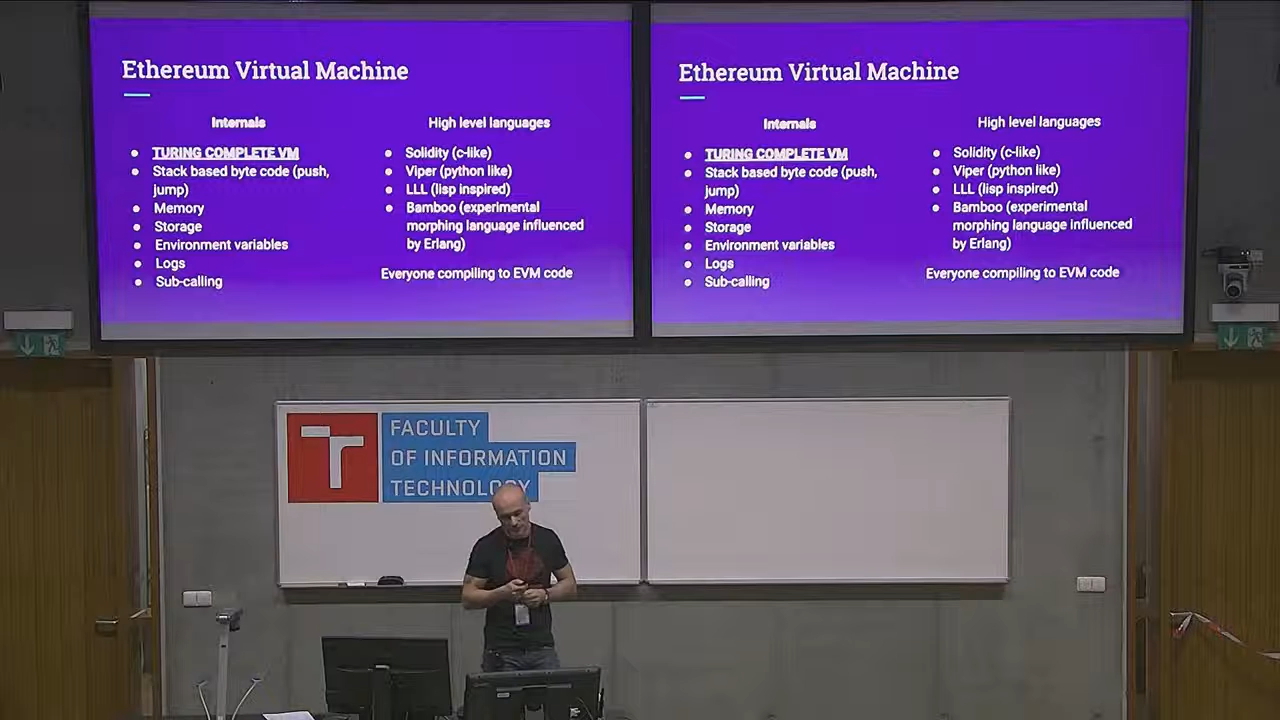 Ethereum Virtual Machine
Internals
TURING COMPLETE VM
Stack based byte code (push,
jump)
Memory
Storage
Environment variables
Logs
Sub-calling
High level languages
Solidity (c-like)
Viper (python like)
LLL (lisp inspired)
Bamboo (experimental
morphing language influenced
by Erlang)
Everyone compiling to EVM code
Ethereum Virtual Machine
Internals
TURING COMPLETE VM
Stack based byte code (push,
jump)
Memory
Storage
Environment variables
Logs
Sub-calling
High level languages
Solidity (c-like)
Viper (python like)
LLL (lisp inspired)
Bamboo (experimental
morphing language influenced
by Erlang)
Everyone compiling to EVM code
T
FACULTY
OF INFORMATION
TECHNOLOGY